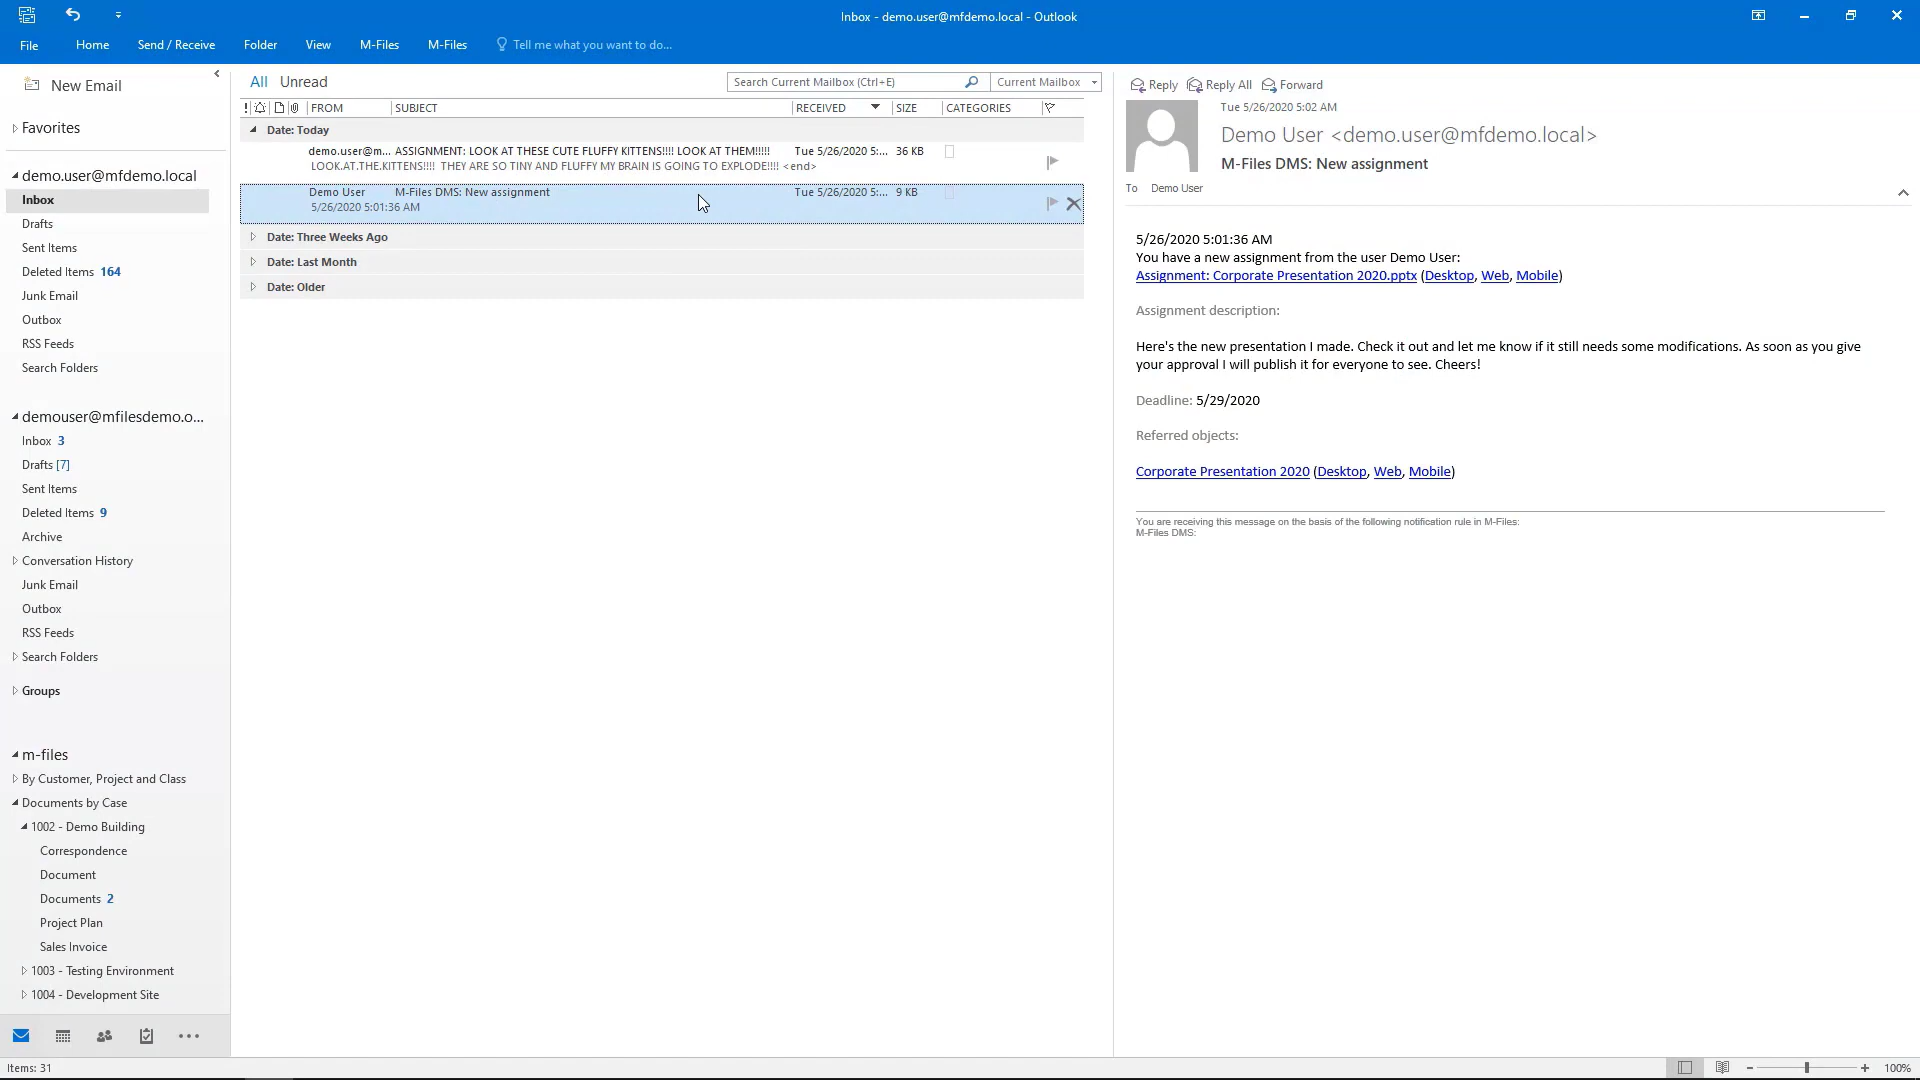 Inbox - demo.user@mfdemo.local - Outlook
File Home Send / Receive Folder View M-Files M-Files Tell me what you want to do...
New Email
Favorites
demo.user@mfdemo.local
Inbox
Drafts
Sent Items
Deleted Items 164
Junk Email
Outbox
RSS Feeds
Search Folders
demouser@mfilesdemo.o...
Inbox 3
Drafts [7]
Sent Items
Deleted Items 9
Archive
Conversation History
Junk Email
Outbox
RSS Feeds
Search Folders
Groups
m-files
By Customer, Project and Class
Documents by Case
1002 - Demo Building
Correspondence
Document
Documents 2
Project Plan
Sales Invoice
1003 - Testing Environment
1004 - Development Site
All Unread
Search Current Mailbox (Ctrl+E) Current Mailbox
! FROM SUBJECT RECEIVED SIZE CATEGORIES
Date: Today
demo.user@m... ASSIGNMENT: LOOK AT THESE CUTE FLUFFY KITTENS!!!! LOOK AT THEM!!!!! Tue 5/26/2020 5:... 36 KB
LOOK.AT.THE.KITTENS!!!! THEY ARE SO TINY AND FLUFFY MY BRAIN IS GOING TO EXPLODE!!!! <end>
Demo User M-Files DMS: New assignment Tue 5/26/2020 5:... 9 KB
5/26/2020 5:01:36 AM
Date: Three Weeks Ago
Date: Last Month
Date: Older
Reply Reply All Forward
Tue 5/26/2020 5:02 AM
Demo User <demo.user@mfdemo.local>
M-Files DMS: New assignment
To Demo User
5/26/2020 5:01:36 AM
You have a new assignment from the user Demo User:
Assignment: Corporate Presentation 2020.pptx (Desktop, Web, Mobile)
Assignment description:
Here's the new presentation I made. Check it out and let me know if it still needs some modifications. As soon as you give
your approval I will publish it for everyone to see. Cheers!
Deadline: 5/29/2020
Referred objects:
Corporate Presentation 2020 (Desktop, Web, Mobile)
You are receiving this message on the basis of the following notification rule in M-Files:
M-Files DMS:
Items: 31
100%